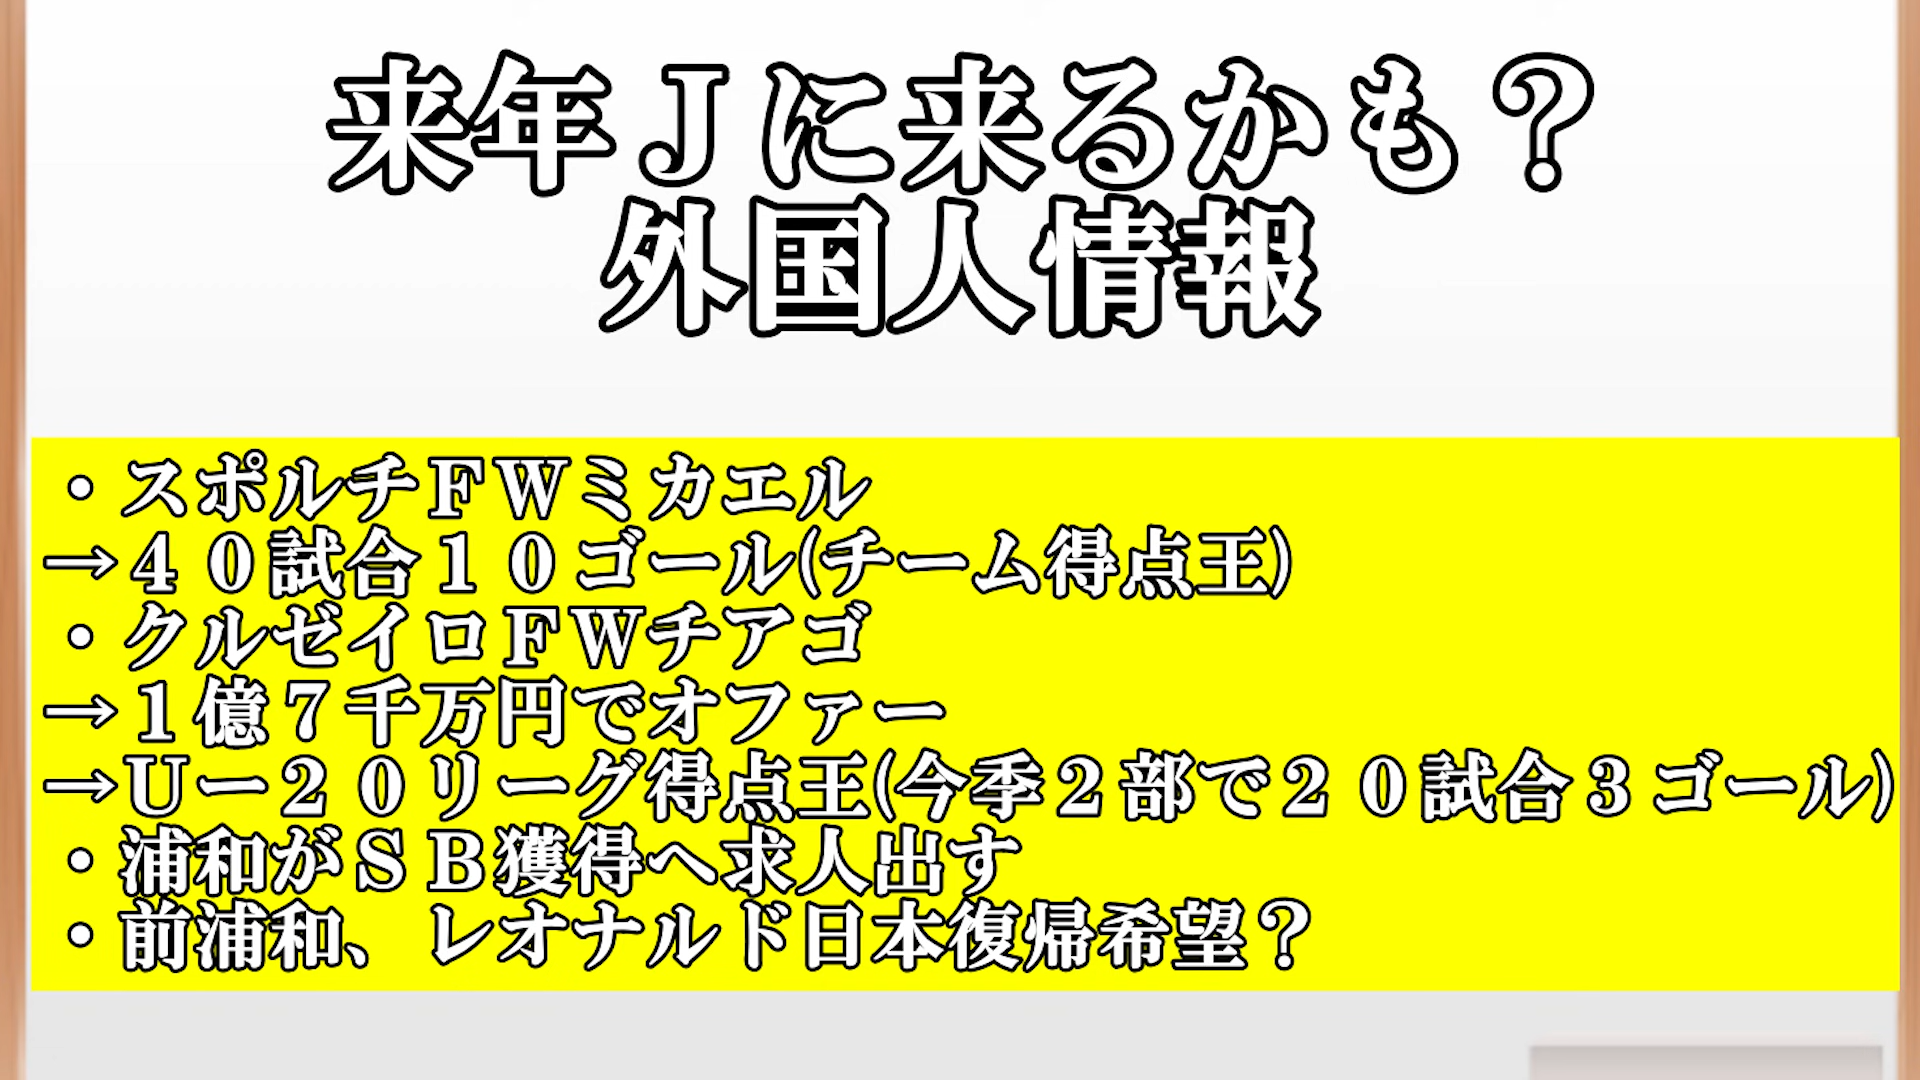 来年Ｊに来るかも？
外国人情報
・スポルチＦＷミカエル
→４０試合１０ゴール(チーム得点王)
・クルゼイロＦＷチアゴ
→１億７千万円でオファー
→Ｕー２０リーグ得点王(今季２部で２０試合３ゴール)
・浦和がＳＢ獲得へ求人出す
・前浦和、レオナルド日本復帰希望？